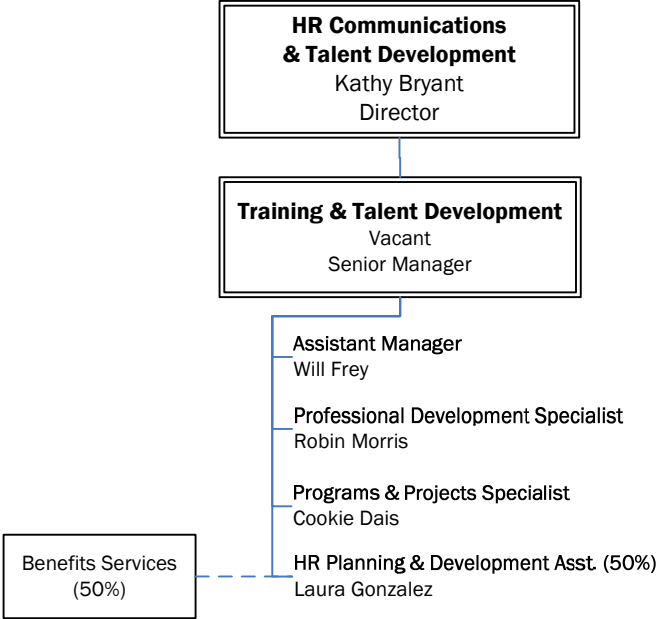 HR Communications
& Talent Development
Kathy Bryant
Director
Training & Talent Development
Vacant
Senior Manager
Assistant Manager
Will Frey
Professional Development Specialist
Robin Morris
Programs & Projects Specialist
Cookie Dais
HR Planning & Development Asst. (50%)
Laura Gonzalez
Benefits Services
(50%)